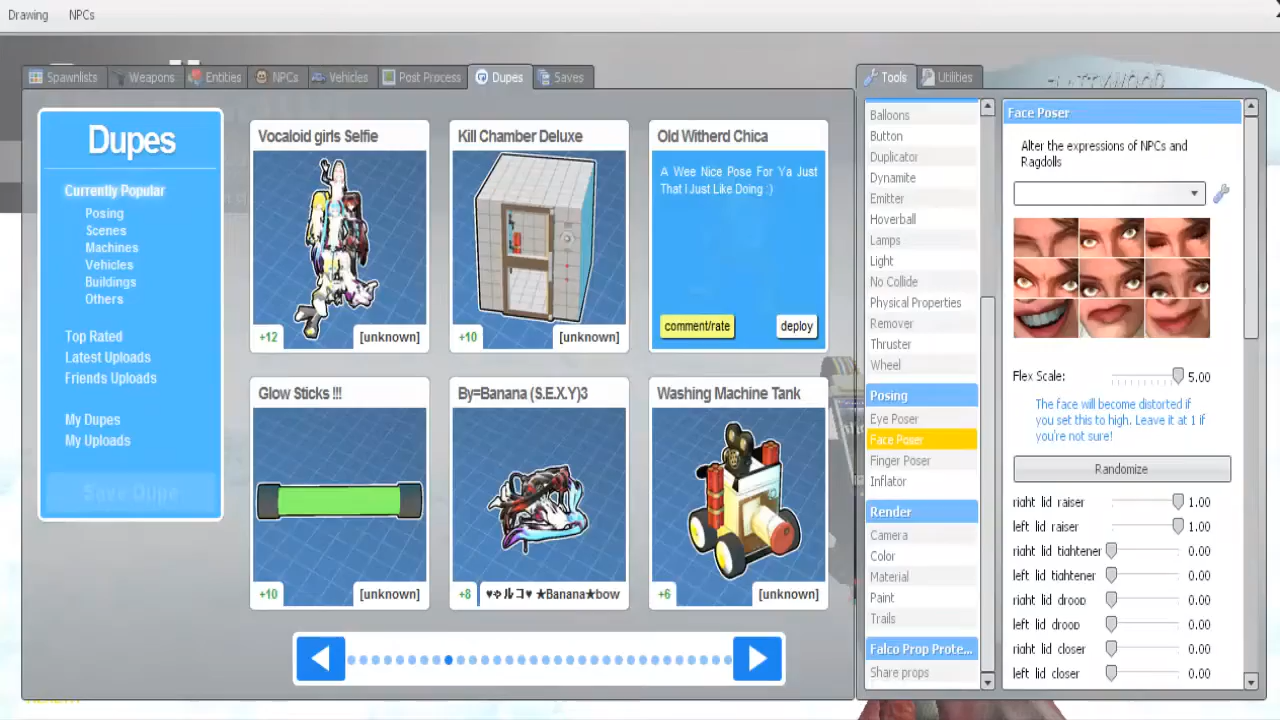 Drawing NPCs
Spawnlists Weapons Entities NPCs Vehicles Post Process Dupes Saves
Dupes
Currently Popular
Posing
Scenes
Machines
Vehicles
Buildings
Others
Top Rated
Latest Uploads
Friends Uploads
My Dupes
My Uploads
Save Dupe
Vocaloid girls Selfie
+12 [unknown]
Kill Chamber Deluxe
+10 [unknown]
Old Witherd Chica
A Wee Nice Pose For Ya Just
That I Just Like Doing :)
comment/rate deploy
Glow Sticks !!!
+10 [unknown]
By=Banana (S.E.X.Y)3
+8 ★Banana★bow
Washing Machine Tank
+6 [unknown]
Tools Utilities
Balloons
Button
Duplicator
Dynamite
Emitter
Hoverball
Lamps
Light
No Collide
Physical Properties
Remover
Thruster
Wheel
Posing
Eye Poser
Face Poser
Finger Poser
Inflator
Render
Camera
Color
Material
Paint
Trails
Falco Prop Prote...
Share props
Face Poser
Alter the expressions of NPCs and
Ragdolls
Flex Scale: 5.00
The face will become distorted if
you set this to high. Leave it at 1 if
you're not sure!
Randomize
right lid raiser 1.00
left lid raiser 1.00
right lid tightener 0.00
left lid tightener 0.00
right lid droop 0.00
left lid droop 0.00
right lid closer 0.00
left lid closer 0.00